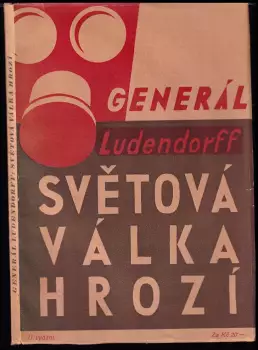 GENERÁL
Ludendorff
SVĚTOVÁ
VÁLKA
HROZÍ
GENERÁL LUDENDORFF: SVĚTOVÁ VÁLKA HROZÍ